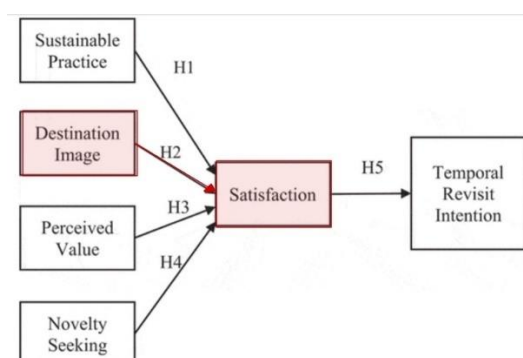 Sustainable
Practice
H1
Destination
Image
H2
Satisfaction
H5
Temporal
Revisit
Intention
Perceived
Value
H3
H4
Novelty
Seeking